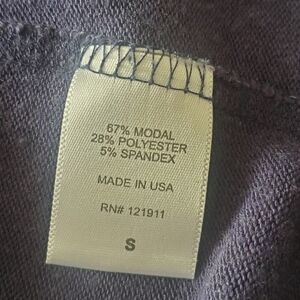 67% MODAL
28% POLYESTER
5% SPANDEX
MADE IN USA
RN# 121911
S